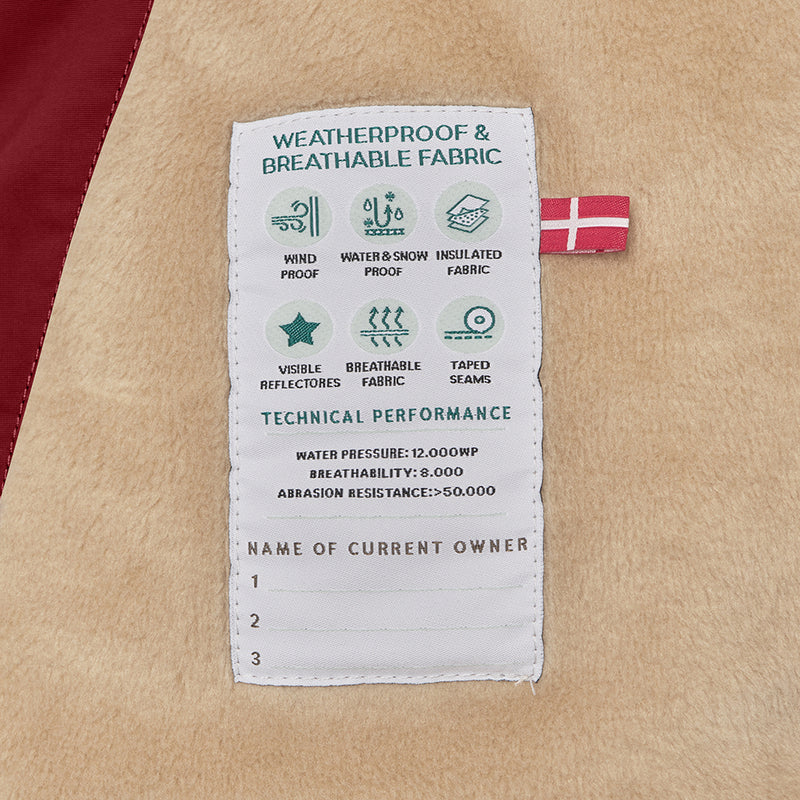 WEATHERPROOF &
BREATHABLE FABRIC
WIND
PROOF
WATER & SNOW
PROOF
INSULATED
FABRIC
VISIBLE
REFLECTORES
BREATHABLE
FABRIC
TAPED
SEAMS
TECHNICAL PERFORMANCE
WATER PRESSURE: 12.000WP
BREATHABILITY: 8.000
ABRASION RESISTANCE:>50.000
NAME OF CURRENT OWNER
1
2
3